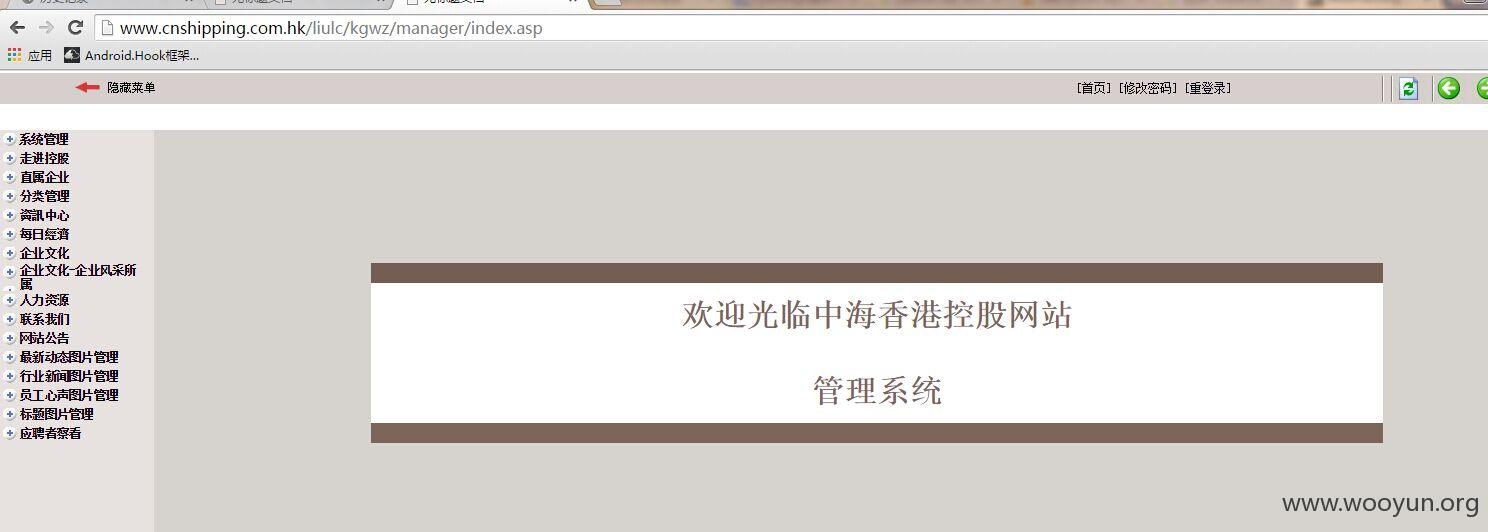 www.cnshipping.com.hk/liulc/kgwz/manager/index.asp
应用 Android.Hook框架...
隐藏菜单 [首页] [修改密码] [重登录]
系统管理
走进控股
直属企业
分类管理
资訊中心
每日经濟
企业文化
企业文化-企业风采所
属
人力资源
联系我们
网站公告
最新动态图片管理
行业新闻图片管理
员工心声图片管理
标题图片管理
应聘者察看
欢迎光临中海香港控股网站
管理系统
www.wooyun.org